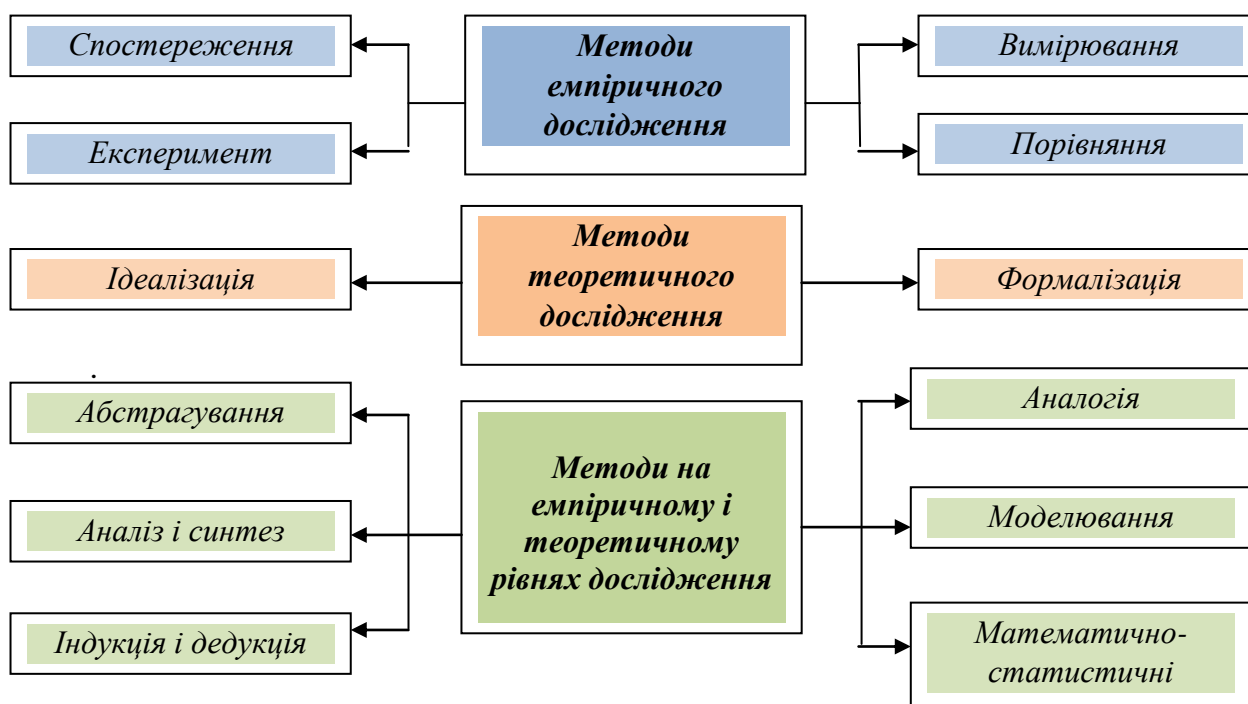 Спостереження
Експеримент
Методи
емпіричного
дослідження
Вимірювання
Порівняння
Ідеалізація
Методи
теоретичного
дослідження
Формалізація
.
Абстрагування
Аналіз і синтез
Індукція і дедукція
Методи на
емпіричному і
теоретичному
рівнях дослідження
Аналогія
Моделювання
Математично-
статистичні